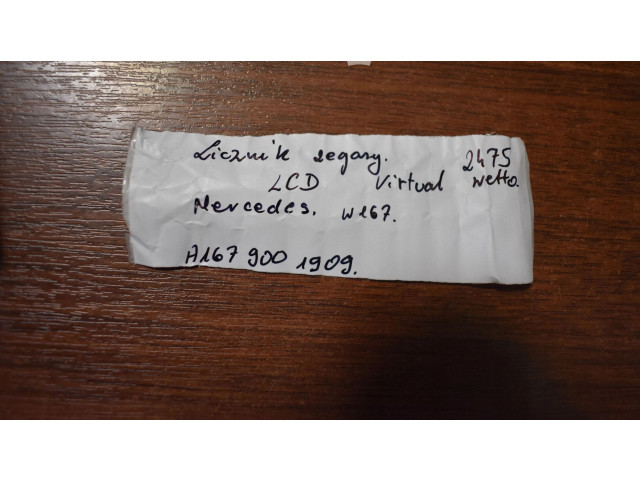 Licznik zegary. 2475
LCD Virtual netto.
Mercedes. W167.
A167 900 1909.